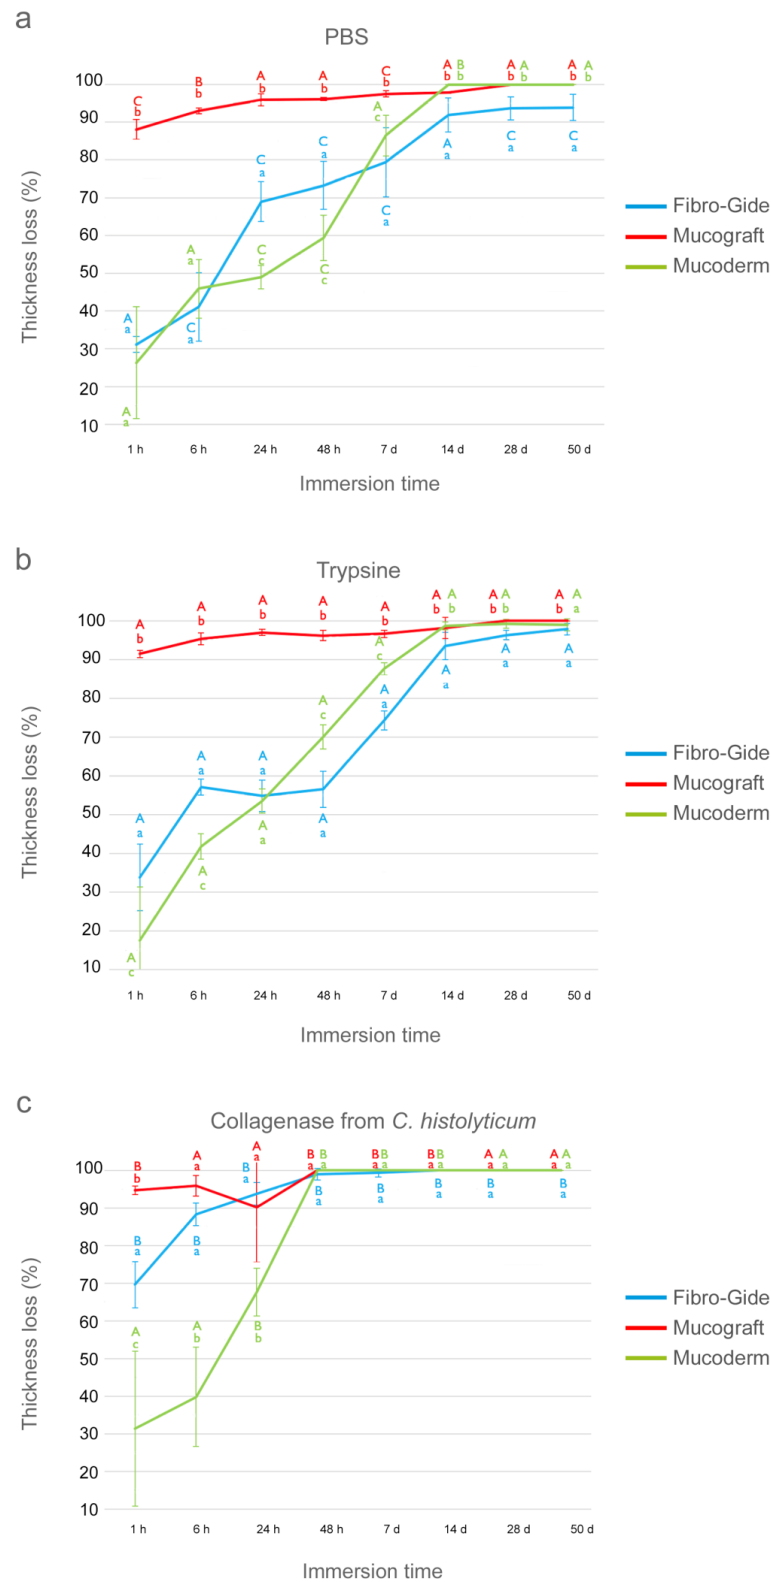 a
PBS
Thickness loss (%)
100
90
80
70
60
50
40
30
20
10
C
b
B
b
A
b
A
b
C
b
A
b
B
b
A
b
A
b
A
b
A
b
A
a
C
a
C
a
C
a
C
a
A
a
C
a
C
a
A
a
A
a
C
c
C
c
A
c
1 h
6 h
24 h
48 h
7 d
14 d
28 d
50 d
Immersion time
Fibro-Gide
Mucograft
Mucoderm
b
Trypsine
Thickness loss (%)
100
90
80
70
60
50
40
30
20
10
A
b
A
b
A
b
A
b
A
b
A
b
A
b
A
b
A
b
A
b
A
a
A
a
A
a
A
a
A
a
A
a
A
a
A
a
A
a
A
c
A
c
A
a
A
c
A
c
1 h
6 h
24 h
48 h
7 d
14 d
28 d
50 d
Immersion time
Fibro-Gide
Mucograft
Mucoderm
c
Collagenase from C. histolyticum
Thickness loss (%)
100
90
80
70
60
50
40
30
20
10
B
b
A
a
A
a
B
a
B
a
B
a
B
a
B
a
B
a
A
a
A
a
A
a
A
a
B
a
B
a
B
a
B
a
B
a
B
a
B
a
B
a
A
c
A
b
B
b
1 h
6 h
24 h
48 h
7 d
14 d
28 d
50 d
Immersion time
Fibro-Gide
Mucograft
Mucoderm